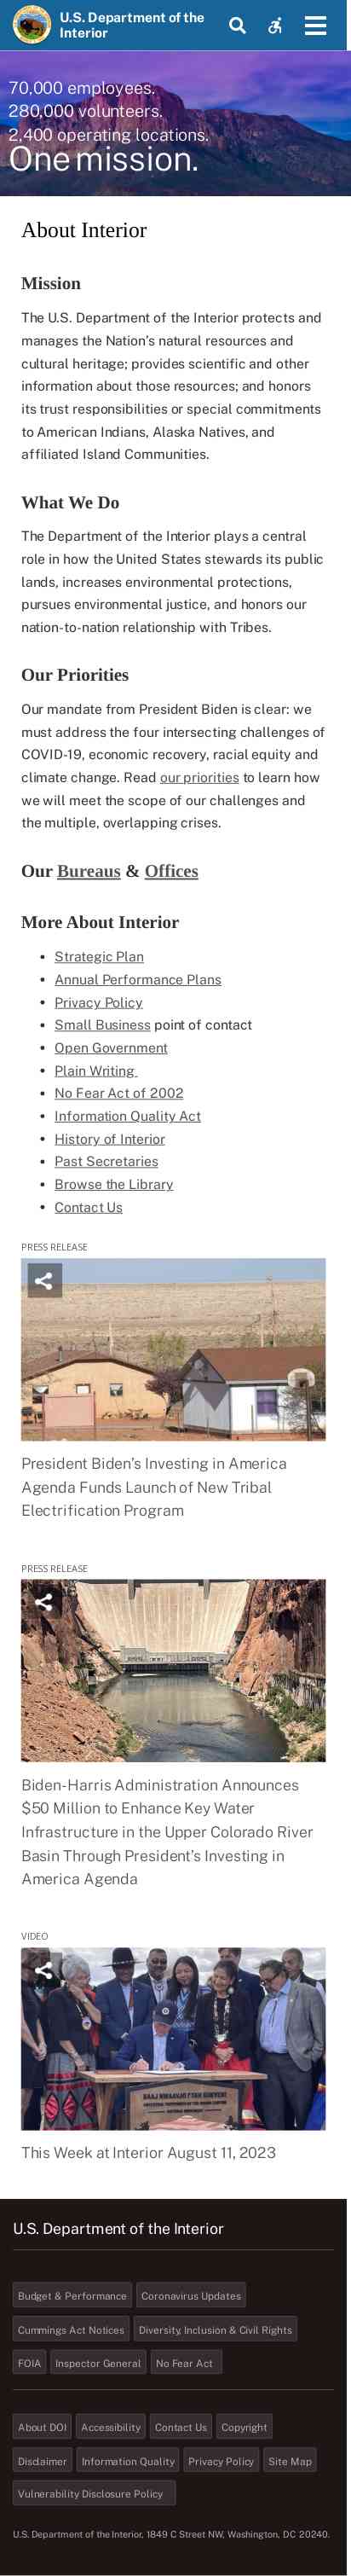 U.S. Department of the
Interior
70,000 employees.
280,000 volunteers.
2,400 operating locations.
One mission.
About Interior
Mission
The U.S. Department of the Interior protects and
manages the Nation's natural resources and
cultural heritage; provides scientific and other
information about those resources; and honors
its trust responsibilities or special commitments
to American Indians, Alaska Natives, and
affiliated Island Communities.
What We Do
The Department of the Interior plays a central
role in how the United States stewards its public
lands, increases environmental protections,
pursues environmental justice, and honors our
nation-to-nation relationship with Tribes.
Our Priorities
Our mandate from President Biden is clear: we
must address the four intersecting challenges of
COVID-19, economic recovery, racial equity and
climate change. Read our priorities to learn how
we will meet the scope of our challenges and
the multiple, overlapping crises.
Our Bureaus & Offices
More About Interior
• Strategic Plan
• Annual Performance Plans
• Privacy Policy
• Small Business point of contact
• Open Government
• Plain Writing
• No Fear Act of 2002
• Information Quality Act
• History of Interior
• Past Secretaries
• Browse the Library
• Contact Us
PRESS RELEASE
President Biden's Investing in America
Agenda Funds Launch of New Tribal
Electrification Program
PRESS RELEASE
Biden-Harris Administration Announces
$50 Million to Enhance Key Water
Infrastructure in the Upper Colorado River
Basin Through President's Investing in
America Agenda
VIDEO
This Week at Interior August 11, 2023
U.S. Department of the Interior
Budget & Performance Coronavirus Updates
Cummings Act Notices Diversity, Inclusion & Civil Rights
FOIA Inspector General No Fear Act
About DOI Accessibility Contact Us Copyright
Disclaimer Information Quality Privacy Policy Site Map
Vulnerability Disclosure Policy
U.S. Department of the Interior, 1849 C Street NW, Washington, DC 20240.